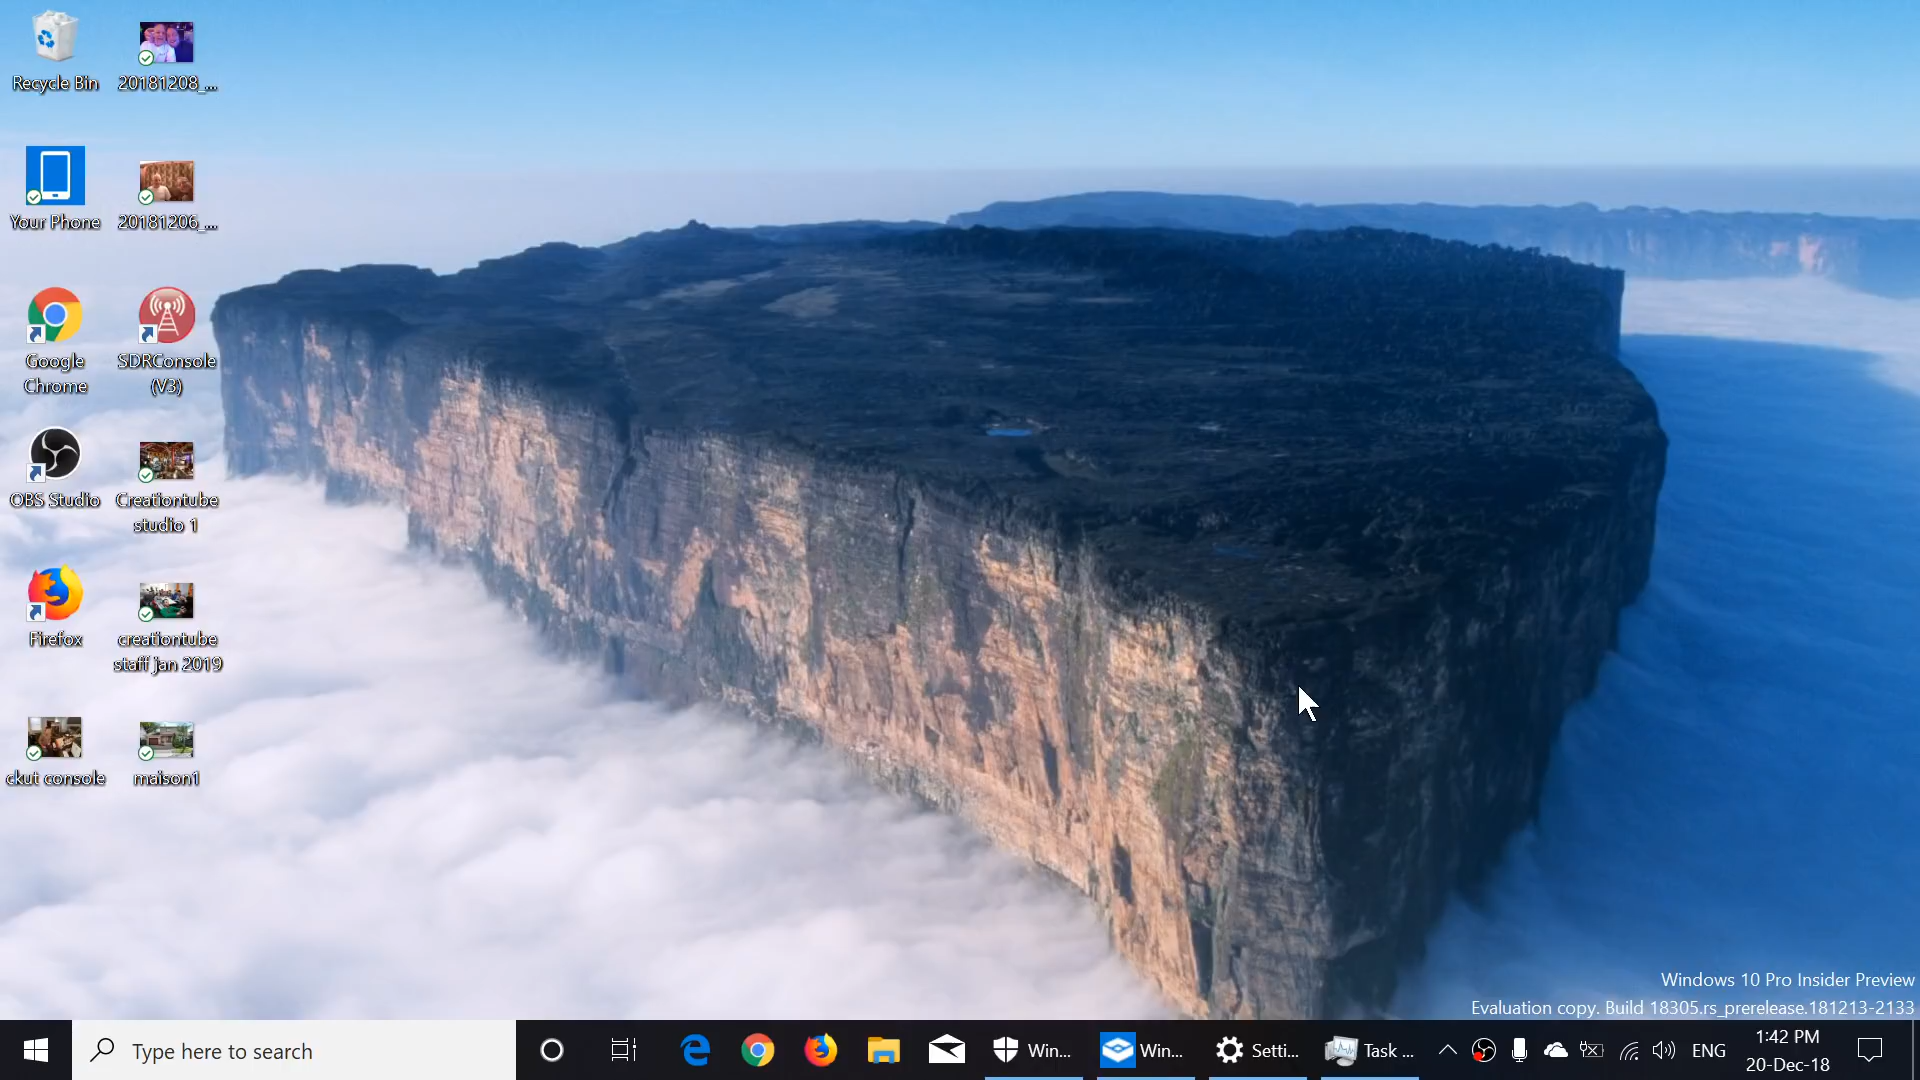 Recycle Bin
20181208_...
Your Phone
20181206_...
Google
Chrome
SDRConsole
(V3)
OBS Studio
Creationtube
studio 1
Firefox
creationtube
staff jan 2019
ckut console
maison1
Windows 10 Pro Insider Preview
Evaluation copy. Build 18305.rs_prerelease.181213-2133
Type here to search
Win...
Win...
Setti...
Task ...
ENG
1:42 PM
20-Dec-18